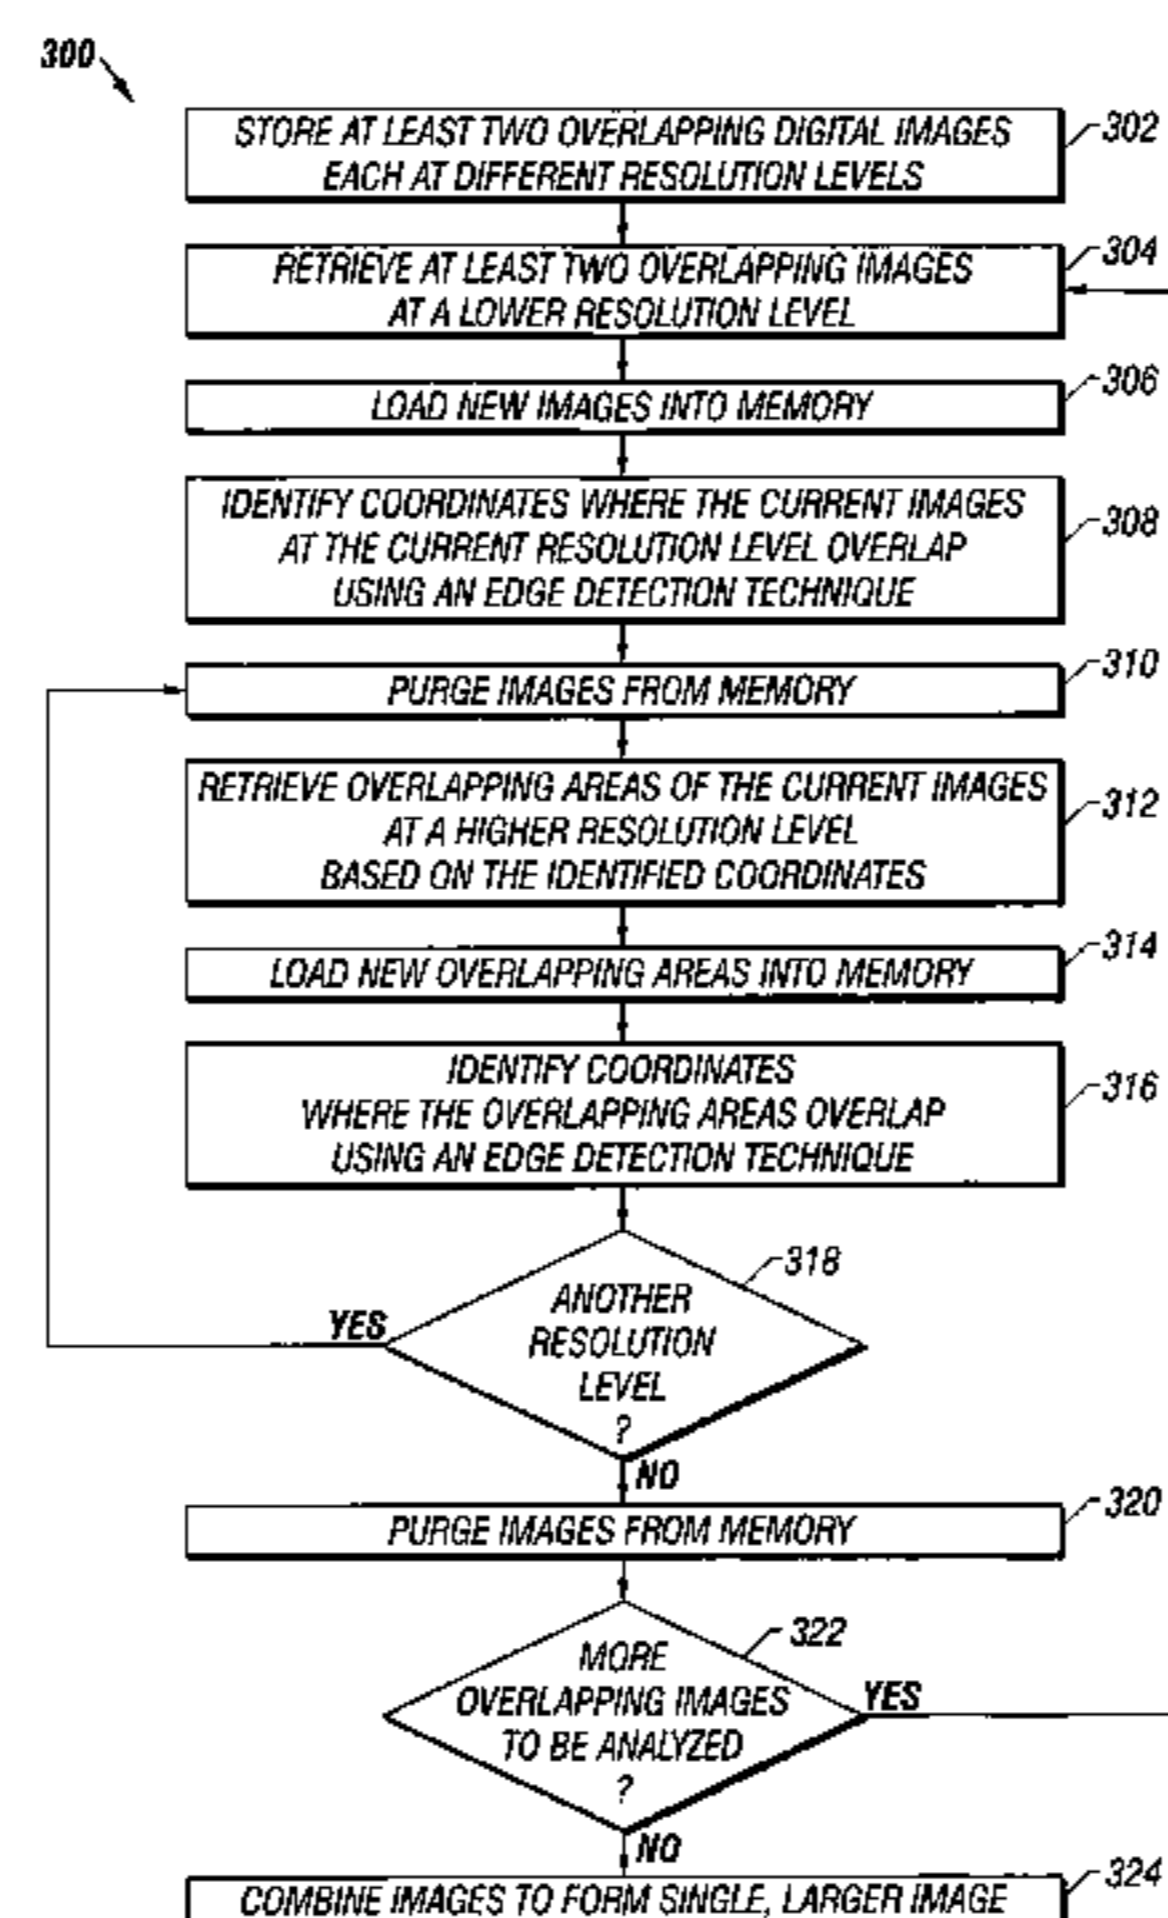 300
STORE AT LEAST TWO OVERLAPPING DIGITAL IMAGES
EACH AT DIFFERENT RESOLUTION LEVELS
302
RETRIEVE AT LEAST TWO OVERLAPPING IMAGES
AT A LOWER RESOLUTION LEVEL
304
LOAD NEW IMAGES INTO MEMORY
306
IDENTIFY COORDINATES WHERE THE CURRENT IMAGES
AT THE CURRENT RESOLUTION LEVEL OVERLAP
USING AN EDGE DETECTION TECHNIQUE
308
PURGE IMAGES FROM MEMORY
310
RETRIEVE OVERLAPPING AREAS OF THE CURRENT IMAGES
AT A HIGHER RESOLUTION LEVEL
BASED ON THE IDENTIFIED COORDINATES
312
LOAD NEW OVERLAPPING AREAS INTO MEMORY
314
IDENTIFY COORDINATES
WHERE THE OVERLAPPING AREAS OVERLAP
USING AN EDGE DETECTION TECHNIQUE
316
318
ANOTHER
RESOLUTION
LEVEL
?
YES
NO
PURGE IMAGES FROM MEMORY
320
322
MORE
OVERLAPPING IMAGES
TO BE ANALYZED
?
YES
NO
COMBINE IMAGES TO FORM SINGLE, LARGER IMAGE
324